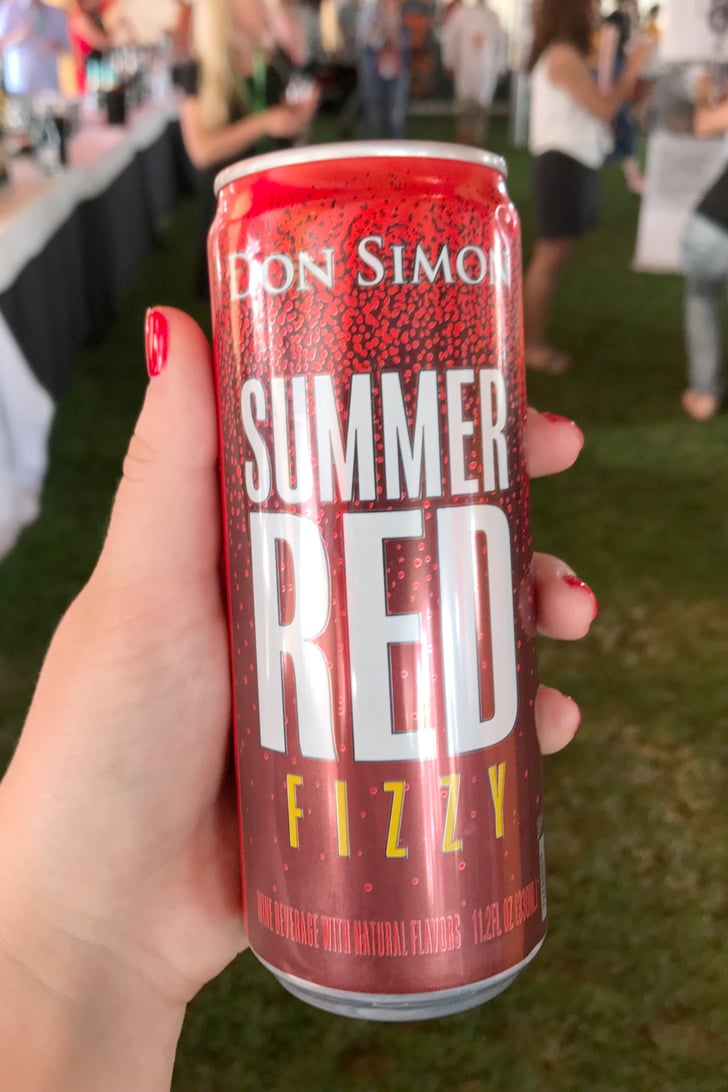 DON SIMON
SUMMER
RED
FIZZY
WINE BEVERAGE WITH NATURAL FLAVORS 11.2FL OZ (330ML)